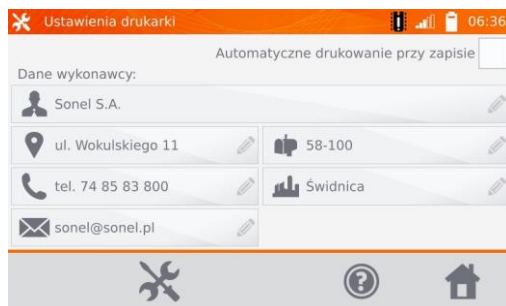 Ustawienia drukarki 06:36
Automatyczne drukowanie przy zapisie
Dane wykonawcy:
Sonel S.A.
ul. Wokulskiego 11 58-100
tel. 74 85 83 800 Świdnica
sonel@sonel.pl